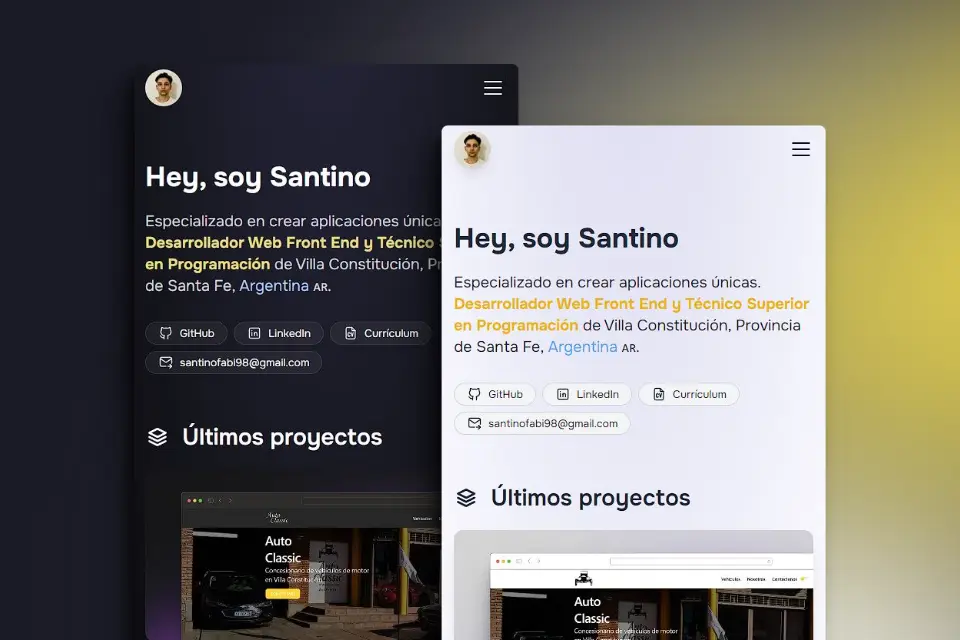 Hey, soy Santino
Especializado en crear aplicaciones única
Desarrollador Web Front End y Técnico
en Programación de Villa Constitución, Pr
de Santa Fe, Argentina AR.
GitHub
LinkedIn
Currículum
santinofabi98@gmail.com
Últimos proyectos
Auto
Classic
Auto
Classic
Concesionario de vehículos de motor
en Villa Constitución
Hey, soy Santino
Especializado en crear aplicaciones únicas.
Desarrollador Web Front End y Técnico Superior
en Programación de Villa Constitución, Provincia
de Santa Fe, Argentina AR.
GitHub
LinkedIn
Currículum
santinofabi98@gmail.com
Últimos proyectos
Vehículos
Nosotros
Contáctanos
Auto
Classic
Concesionario de vehículos de motor